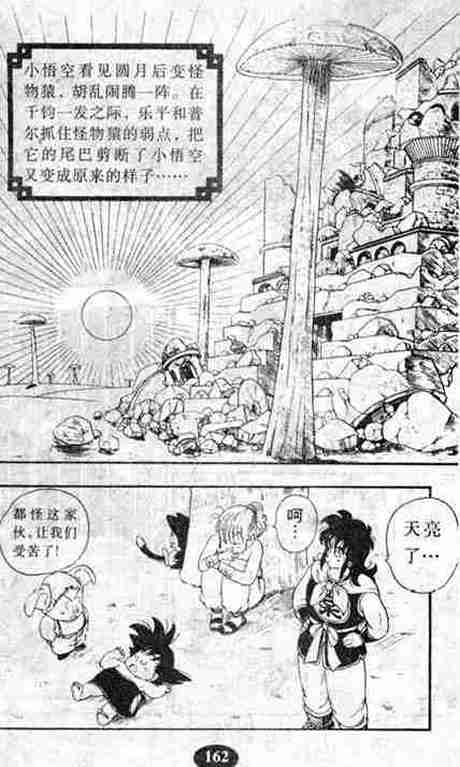 小悟空看见圆月后变怪
物猿，胡乱闹腾一阵。在
千钧一发之际，乐平和普
尔抓住怪物猿的弱点，把
它的尾巴剪断了小悟空
又变成原来的样子……
天亮
了…
呵…
都怪这家
伙，让我们
受苦了！
乐
162